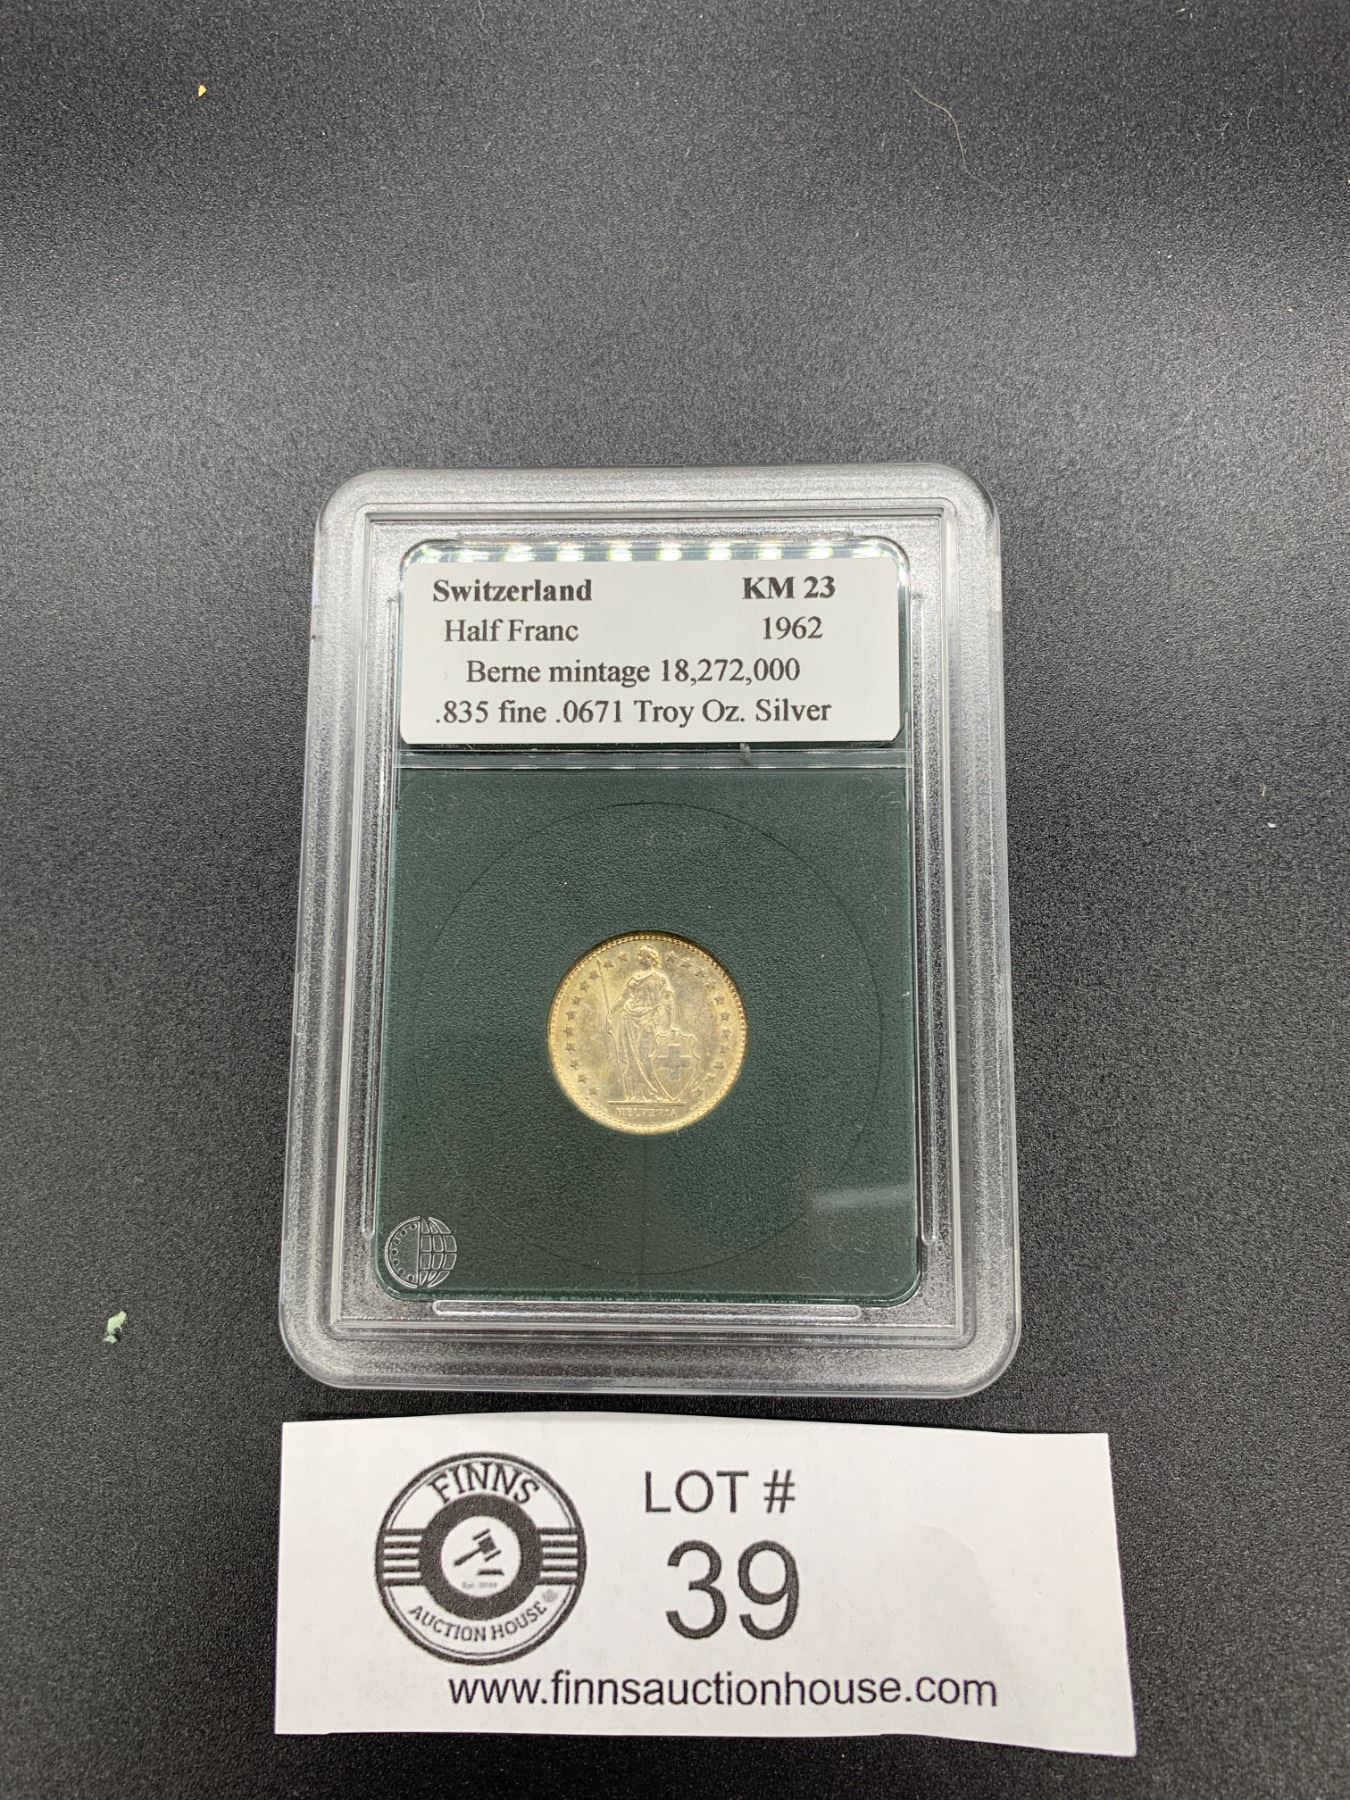 Switzerland KM 23
Half Franc 1962
Berne mintage 18,272,000
.835 fine .0671 Troy Oz. Silver
HELVETIA
FINNS
AUCTION HOUSE
LOT #
39
www.finnsauctionhouse.com